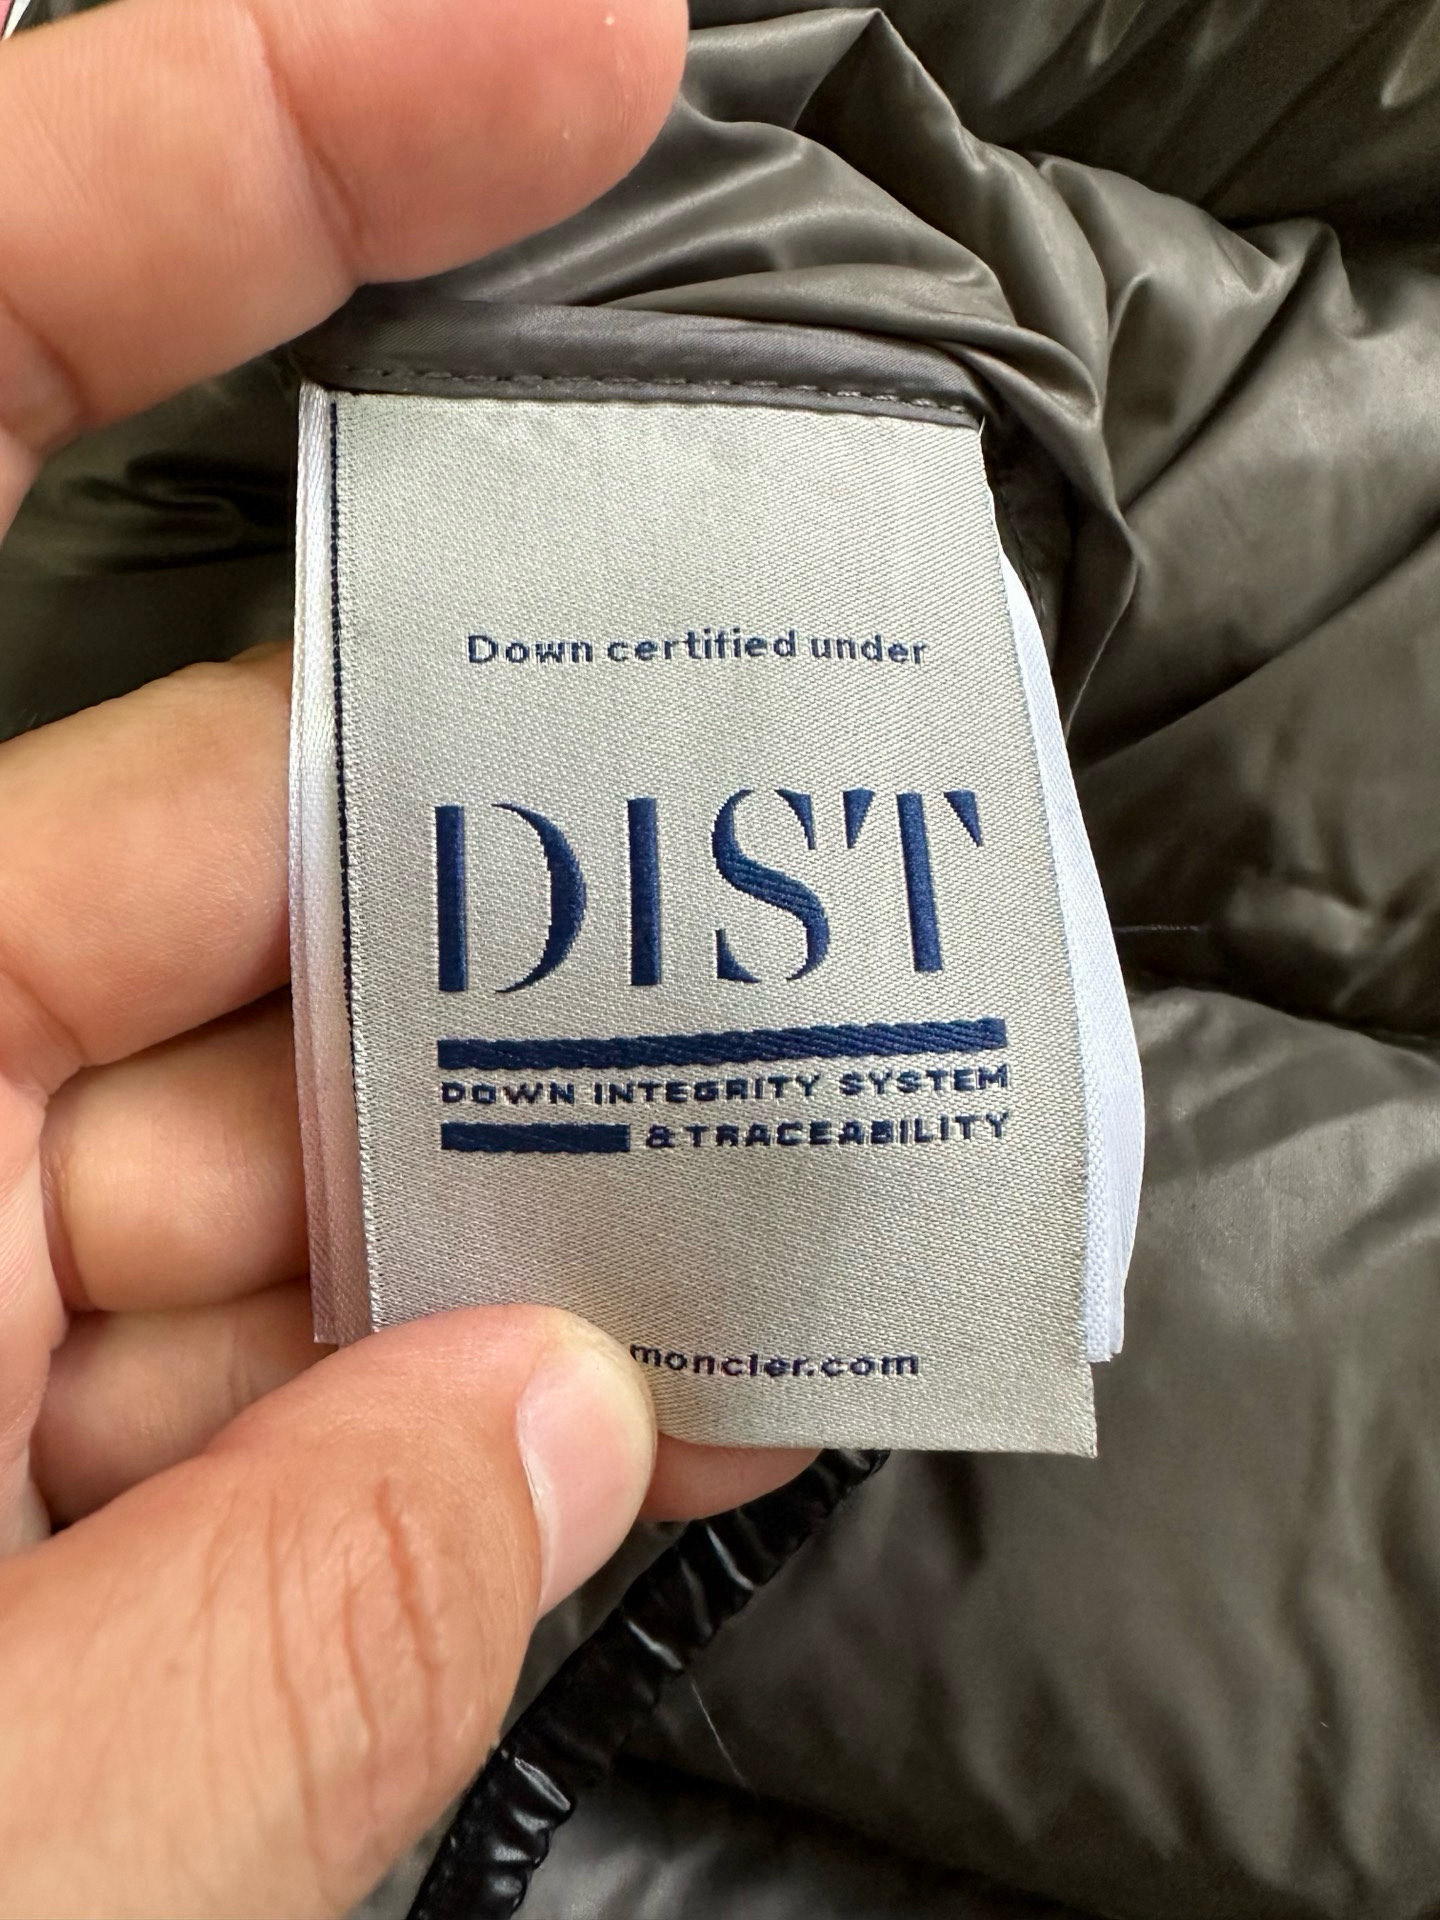 Down certified under
DIST
DOWN INTEGRITY SYSTEM
& TRACEABILITY
moncler.com